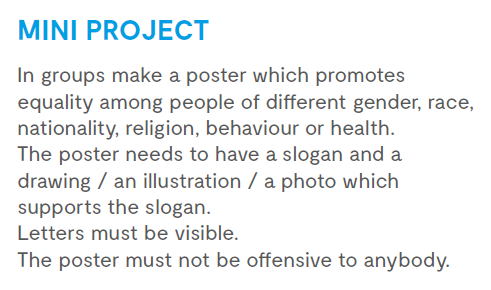 MINI PROJECT
In groups make a poster which promotes
equality among people of different gender, race,
nationality, religion, behaviour or health.
The poster needs to have a slogan and a
drawing / an illustration / a photo which
supports the slogan.
Letters must be visible.
The poster must not be offensive to anybody.